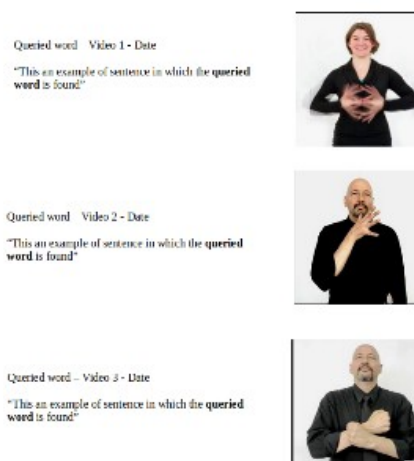 Queried word Video 1 - Date
"This an example of sentence in which the queried
word is found"
Queried word Video 2 - Date
"This an example of sentence in which the queried
word is found"
Queried word – Video 3 - Date
"This an example of sentence in which the queried
word is found"